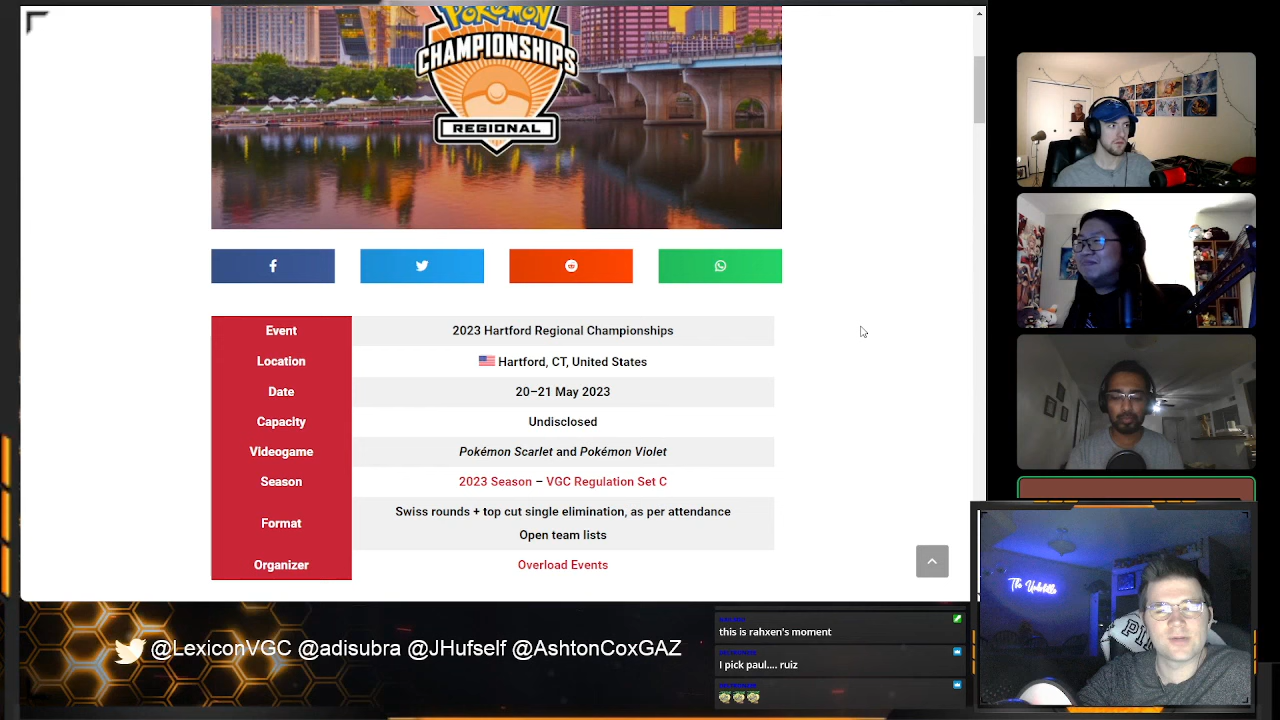 POKÉMON
CHAMPIONSHIPS
REGIONAL
Event 2023 Hartford Regional Championships
Location Hartford, CT, United States
Date 20–21 May 2023
Capacity Undisclosed
Videogame Pokémon Scarlet and Pokémon Violet
Season 2023 Season – VGC Regulation Set C
Format Swiss rounds + top cut single elimination, as per attendance
Open team lists
Organizer Overload Events
@LexiconVGC @adisubra @JHufself @AshtonCoxGAZ
this is rahxen's moment
I pick paul.... ruiz